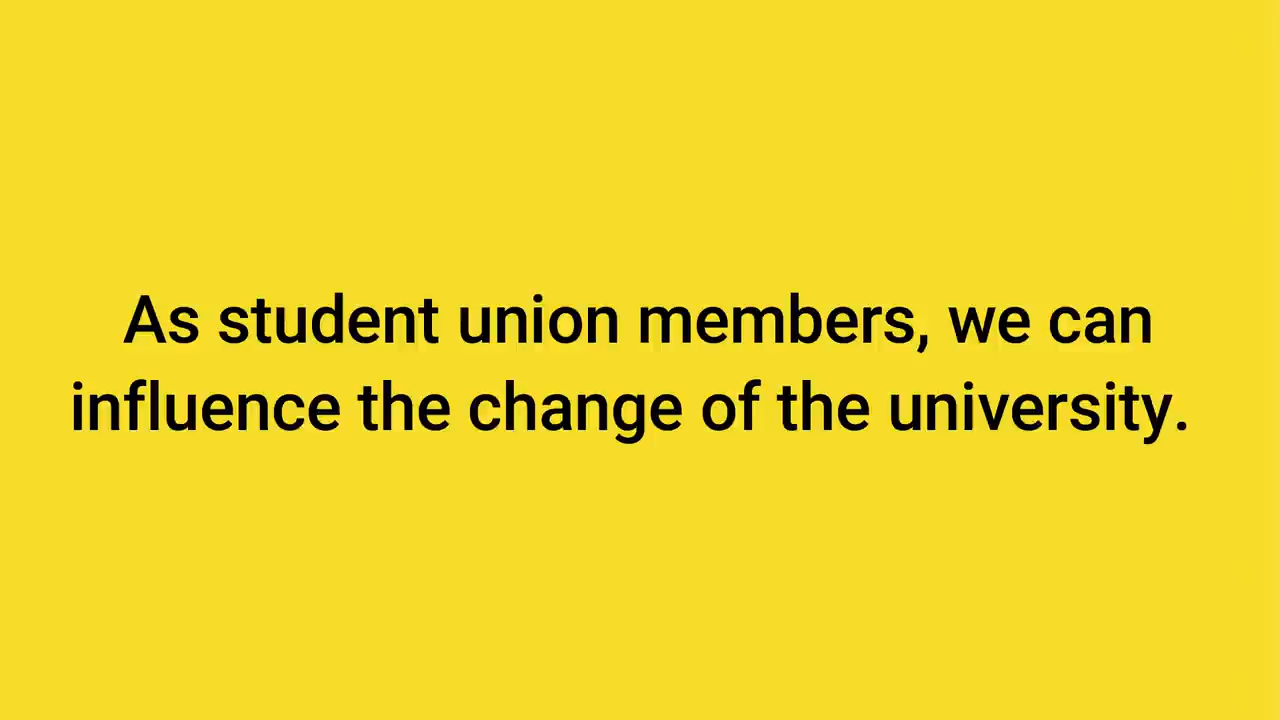 As student union members, we can
influence the change of the university.